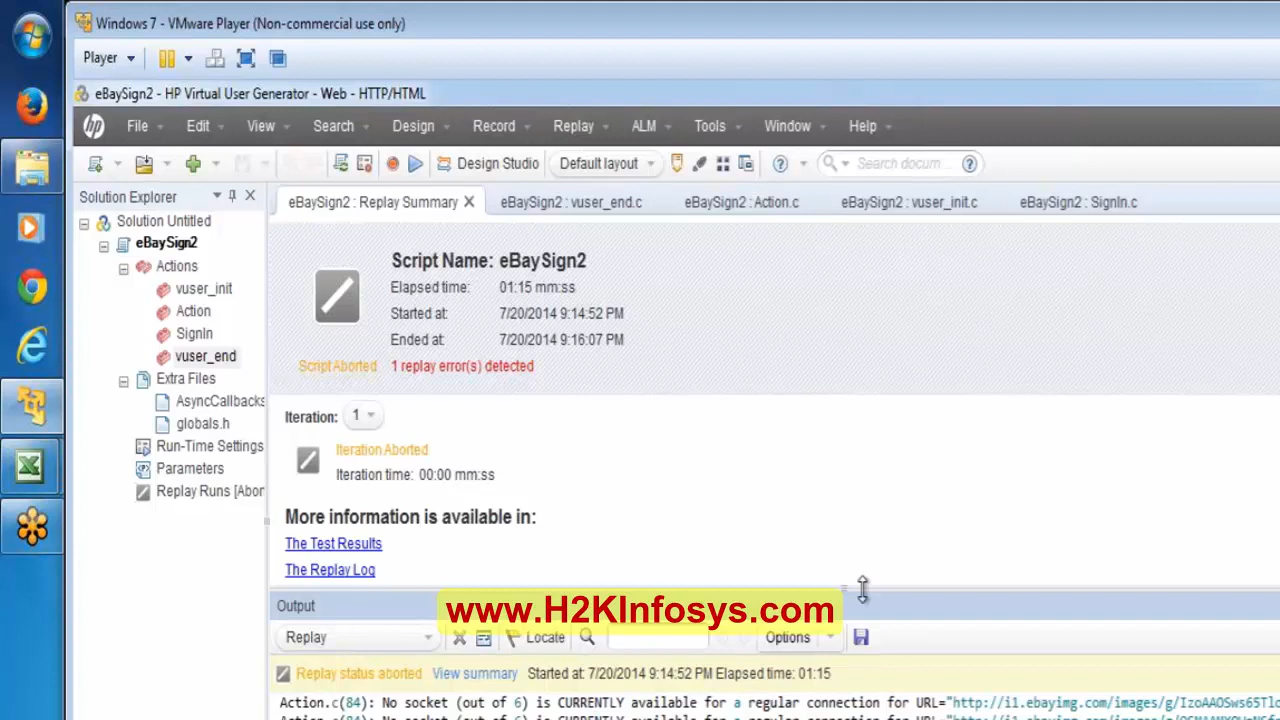 Windows 7 - VMware Player (Non-commercial use only)
Player
eBaySign2 - HP Virtual User Generator - Web - HTTP/HTML
hp File Edit View Search Design Record Replay ALM Tools Window Help
Design Studio Default layout Search docum...
Solution Explorer
eBaySign2 : Replay Summary eBaySign2 : vuser_end.c eBaySign2 : Action.c eBaySign2 : vuser_init.c eBaySign2 : SignIn.c
Solution Untitled
eBaySign2
Actions
vuser_init
Action
SignIn
vuser_end
Extra Files
AsyncCallbacks
globals.h
Run-Time Settings
Parameters
Replay Runs [Abor
Script Name: eBaySign2
Elapsed time: 01:15 mm:ss
Started at: 7/20/2014 9:14:52 PM
Ended at: 7/20/2014 9:16:07 PM
Script Aborted 1 replay error(s) detected
Iteration: 1
Iteration Aborted
Iteration time: 00:00 mm:ss
More information is available in:
The Test Results
The Replay Log
Output
www.H2KInfosys.com
Replay Locate Options
Replay status aborted View summary Started at: 7/20/2014 9:14:52 PM Elapsed time: 01:15
Action.c(84): No socket (out of 6) is CURRENTLY available for a regular connection for URL="http://i1.ebayimg.com/images/g/IzoAAOSws65Tl